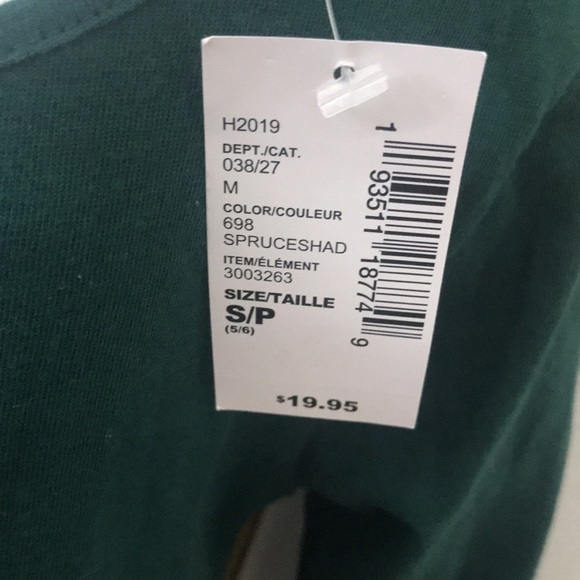 H2019
DEPT./CAT.
038/27
M
COLOR/COULEUR
698
SPRUCESHAD
ITEM/ÉLÉMENT
3003263
SIZE/TAILLE
S/P
(5/6)
$19.95
1 93511 18774 9